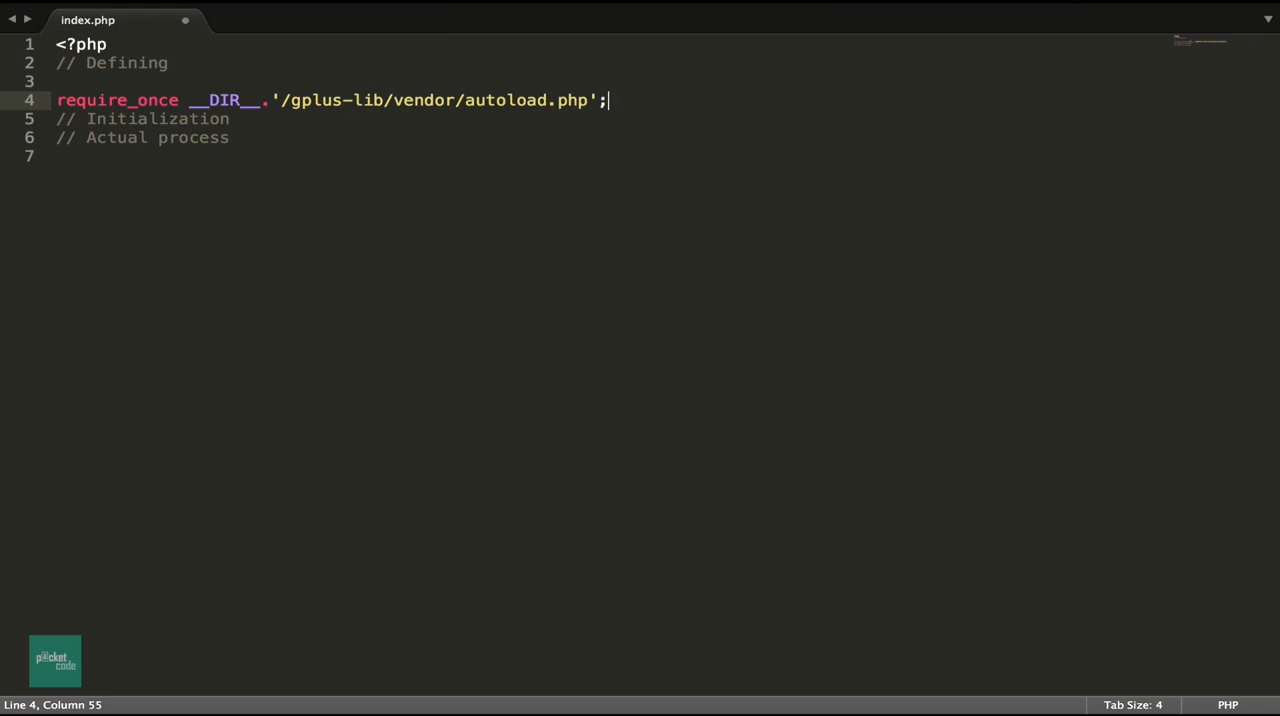 index.php
1 <?php
2 // Defining
3
4 require_once __DIR__.'/gplus-lib/vendor/autoload.php';
5 // Initialization
6 // Actual process
7
p@cket
code
Line 4, Column 55
Tab Size: 4
PHP